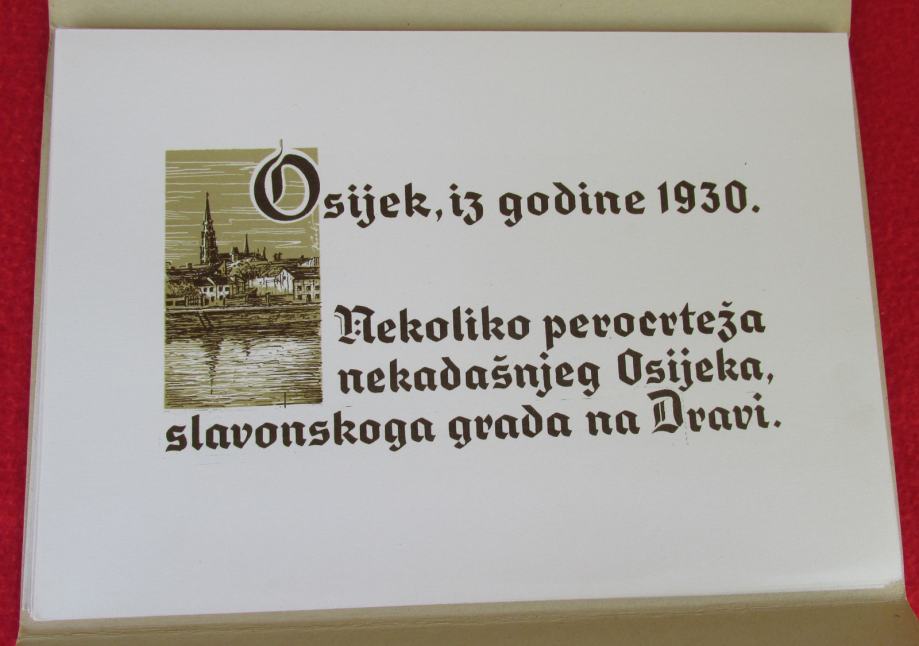 Osijek, iz godine 1930.
Nekoliko perocrteža
nekadašnjeg Osijeka,
slavonskoga grada na Dravi.